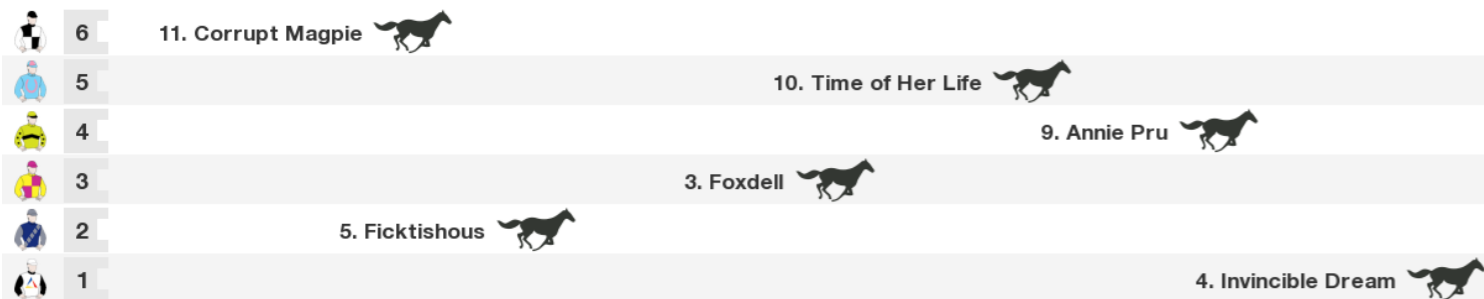 6 11. Corrupt Magpie
5 10. Time of Her Life
4 9. Annie Pru
3 3. Foxdell
2 5. Ficktishous
1 4. Invincible Dream